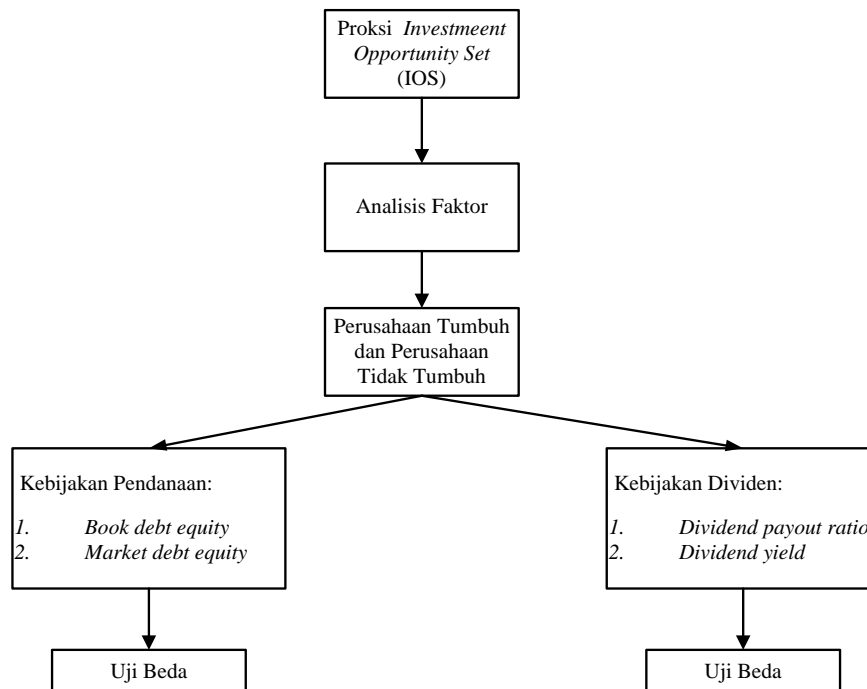 Proksi Investmeent
Opportunity Set
(IOS)
Analisis Faktor
Perusahaan Tumbuh
dan Perusahaan
Tidak Tumbuh
Kebijakan Pendanaan:
1. Book debt equity
2. Market debt equity
Kebijakan Dividen:
1. Dividend payout ratio
2. Dividend yield
Uji Beda
Uji Beda